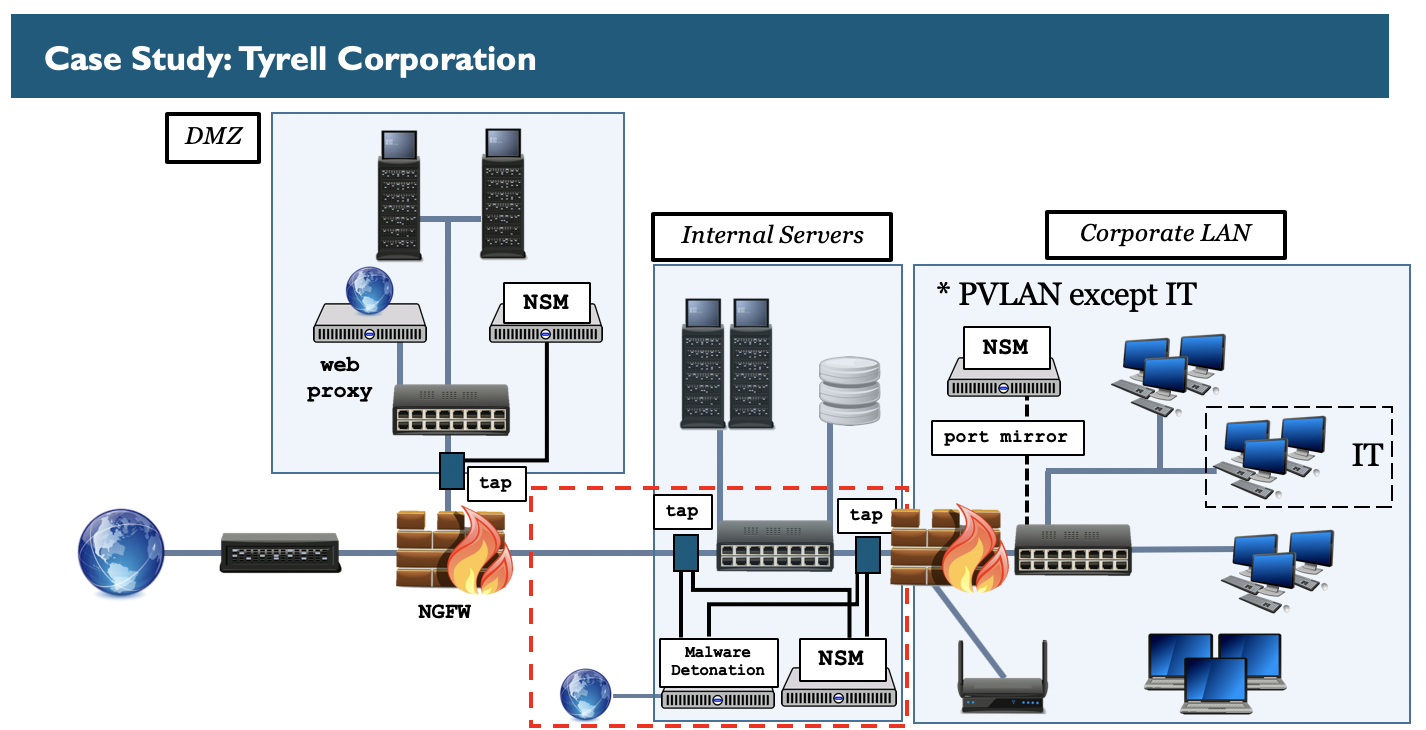 Case Study: Tyrell Corporation
DMZ
NSM
web
proxy
tap
NGFW
Internal Servers
tap
tap
Malware
Detonation
NSM
Corporate LAN
* PVLAN except IT
NSM
port mirror
IT